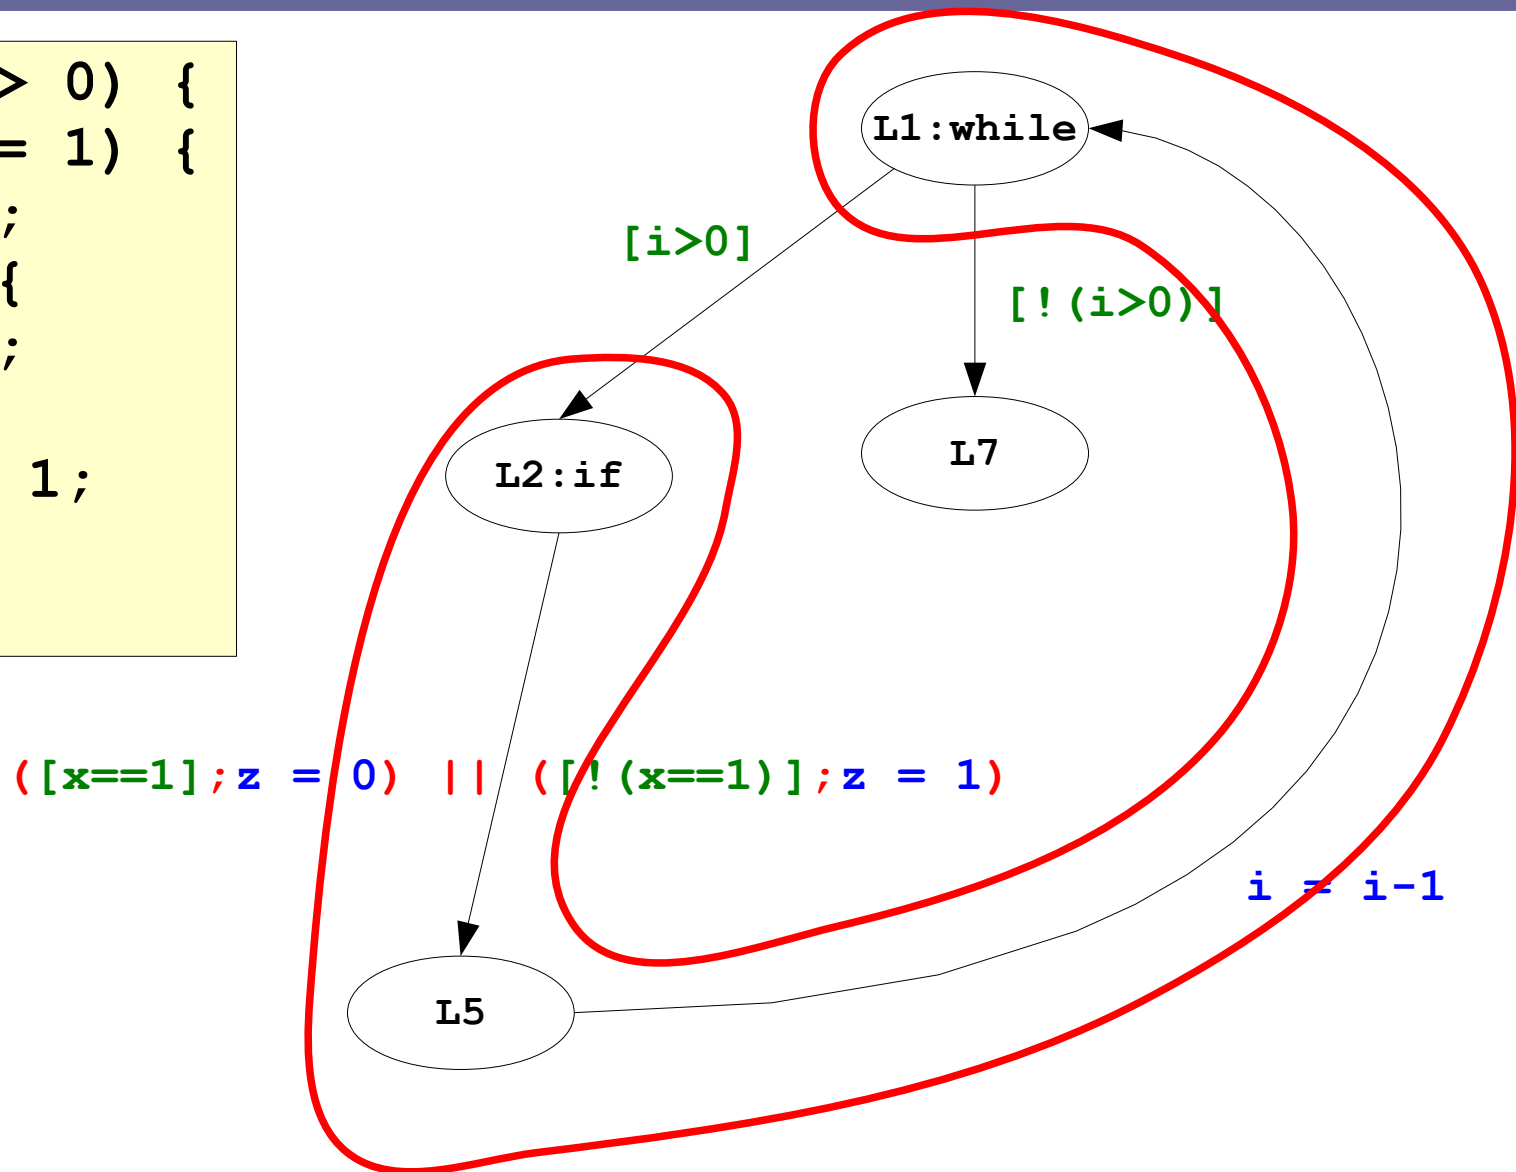 > 0) {
= 1) {
;
{
;
1;
L1:while
[i>0]
[!(i>0)]
L2:if
L7
([x==1];z = 0) || ([!(x==1)];z = 1)
i = i-1
L5